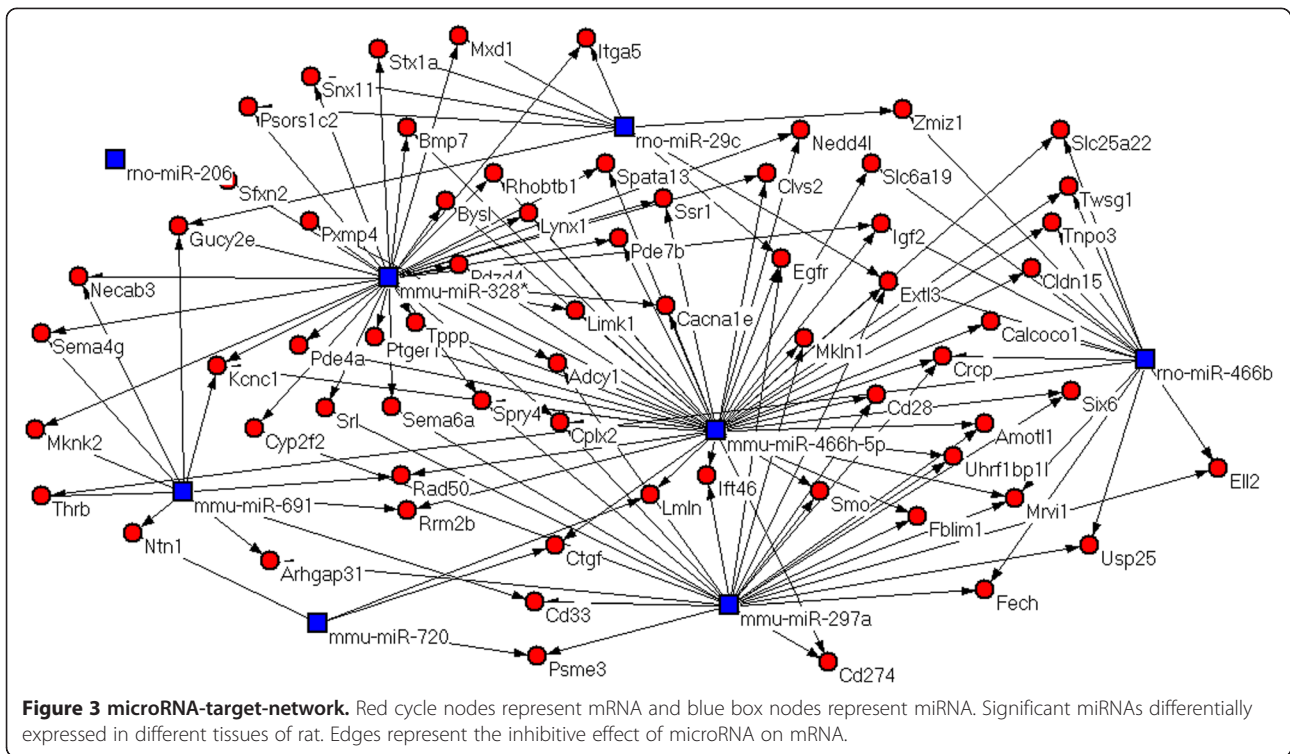 Stx1a
Mxd1
Itga5
Snx11
Psors1c2
Bmp7
rno-miR-29c
Zmiz1
Nedd4l
Slc25a22
rno-miR-206
Sfxn2
Rhobtb1
Spata13
Clvs2
Slc6a19
Twsg1
Bysl
Lynx1
Ssr1
Gucy2e
Pxmp4
Pde7b
Igf2
Tnpo3
Necab3
mmu-miR-328*
Pdzd4
Egfr
Extl3
Cldn15
Sema4g
Limk1
Cacna1e
Calcoco1
Pde4a
Tppp
Mkln1
Crcp
rno-miR-466b
Kcnc1
Adcy1
Cd28
Six6
Mknk2
Cyp2f2
Srl
Sema6a
Spry4
Cplx2
mmu-miR-466h-5p
Amotl1
Uhrf1bp1l
Ell2
Thrb
mmu-miR-691
Rad50
Lmln
Ift46
Smo
Mrvi1
Ntn1
Rrm2b
Fblim1
Arhgap31
Ctgf
Usp25
Cd33
mmu-miR-297a
Fech
mmu-miR-720
Psme3
Cd274
Figure 3 microRNA-target-network. Red cycle nodes represent mRNA and blue box nodes represent miRNA. Significant miRNAs differentially
expressed in different tissues of rat. Edges represent the inhibitive effect of microRNA on mRNA.